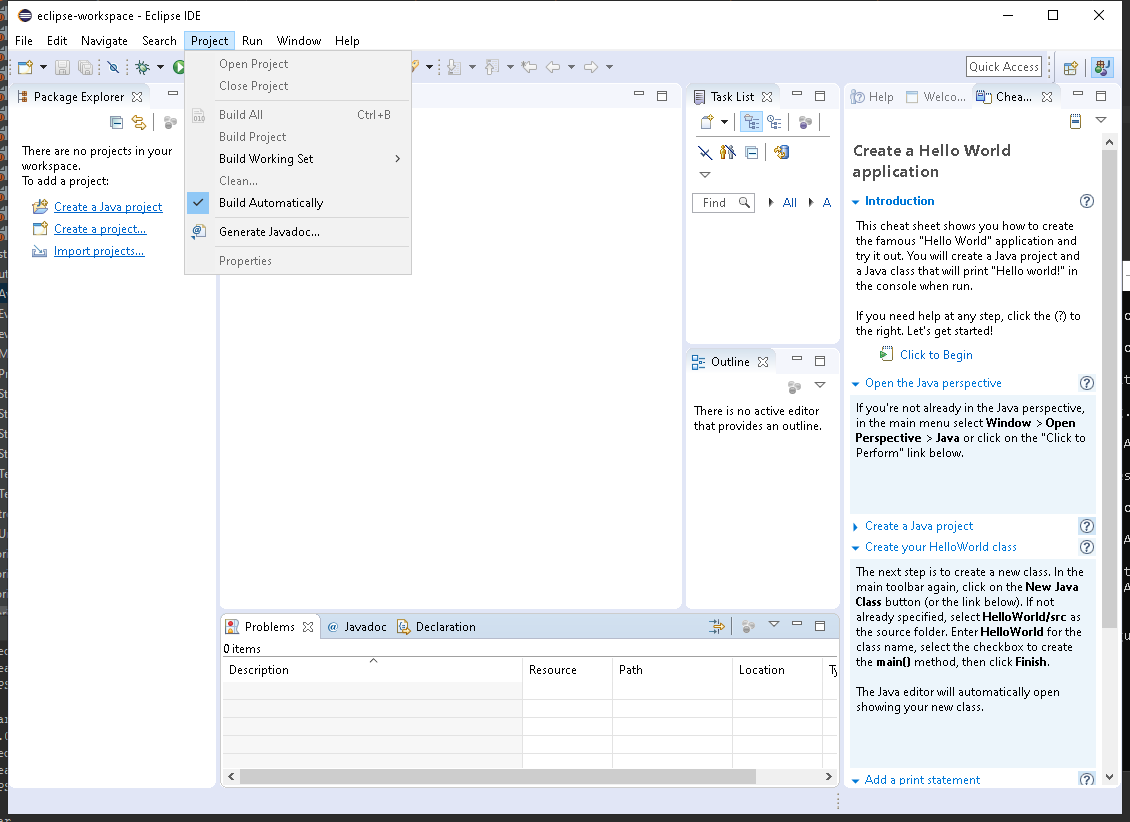 eclipse-workspace - Eclipse IDE
File Edit Navigate Search Project Run Window Help
Quick Access
Package Explorer
There are no projects in your
workspace.
To add a project:
Create a Java project
Create a project...
Import projects...
Open Project
Close Project
Build All Ctrl+B
Build Project
Build Working Set
Clean...
Build Automatically
Generate Javadoc...
Properties
Task List
Find All A
Outline
There is no active editor
that provides an outline.
Problems Javadoc Declaration
0 items
Description Resource Path Location Ty
Help Welco... Chea...
Create a Hello World
application
Introduction
This cheat sheet shows you how to create
the famous "Hello World" application and
try it out. You will create a Java project and
a Java class that will print "Hello world!" in
the console when run.
If you need help at any step, click the (?) to
the right. Let's get started!
Click to Begin
Open the Java perspective
If you're not already in the Java perspective,
in the main menu select Window > Open
Perspective > Java or click on the "Click to
Perform" link below.
Create a Java project
Create your HelloWorld class
The next step is to create a new class. In the
main toolbar again, click on the New Java
Class button (or the link below). If not
already specified, select HelloWorld/src as
the source folder. Enter HelloWorld for the
class name, select the checkbox to create
the main() method, then click Finish.
The Java editor will automatically open
showing your new class.
Add a print statement